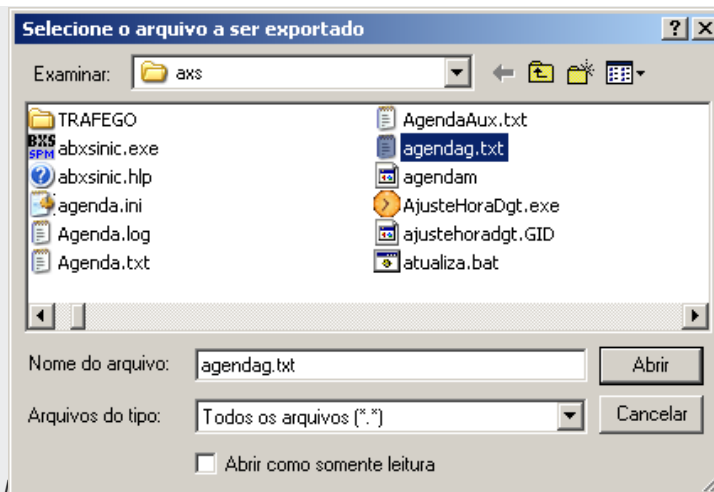 Selecione o arquivo a ser exportado
Examinar: axs
TRAFEGO
BXS SPM abxsinic.exe
abxsinic.hlp
agenda.ini
Agenda.log
Agenda.txt
AgendaAux.txt
agendag.txt
agendam
AjusteHoraDgt.exe
ajustehoradgt.GID
atualiza.bat
Nome do arquivo: agendag.txt Abrir
Arquivos do tipo: Todos os arquivos (*.*) Cancelar
Abrir como somente leitura